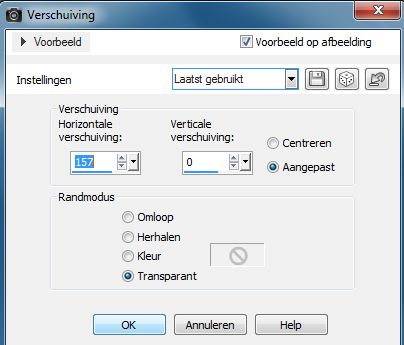 Verschuiving
Voorbeeld
Voorbeeld op afbeelding
Instellingen
Laatst gebruikt
Verschuiving
Horizontale verschuiving:
Verticale verschuiving:
157
0
Centreren
Aangepast
Randmodus
Omloop
Herhalen
Kleur
Transparant
OK
Annuleren
Help